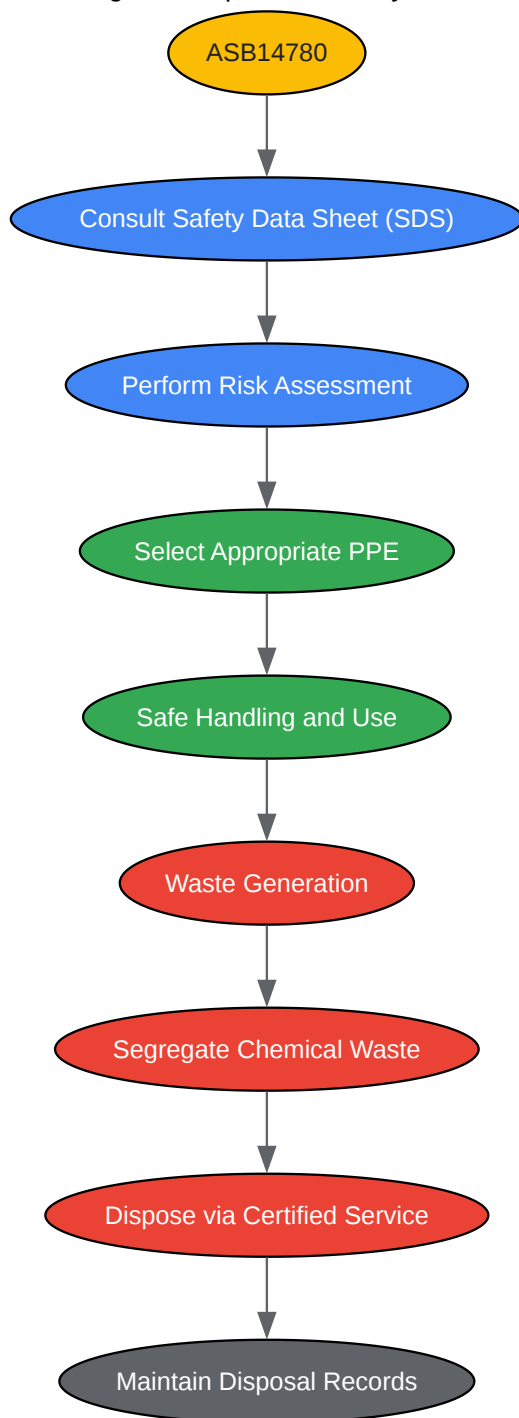 ASB14780
Consult Safety Data Sheet (SDS)
Perform Risk Assessment
Select Appropriate PPE
Safe Handling and Use
Waste Generation
Segregate Chemical Waste
Dispose via Certified Service
Maintain Disposal Records